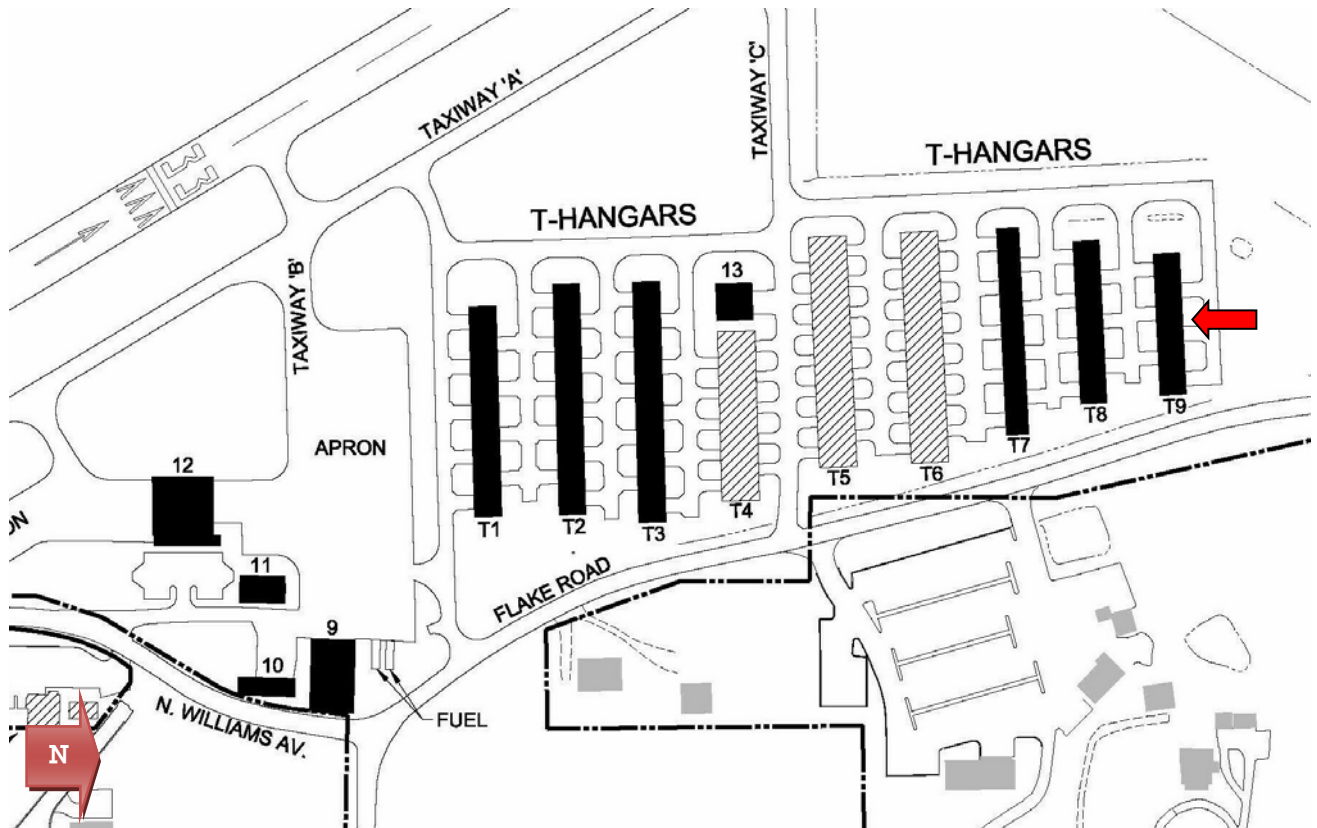 TAXIWAY 'A'
TAXIWAY 'C'
T-HANGARS
T-HANGARS
33
TAXIWAY 'B'
13
APRON
T1
T2
T3
T4
T5
T6
T7
T8
T9
12
ON
11
FLAKE ROAD
9
10
FUEL
N. WILLIAMS AV.
N